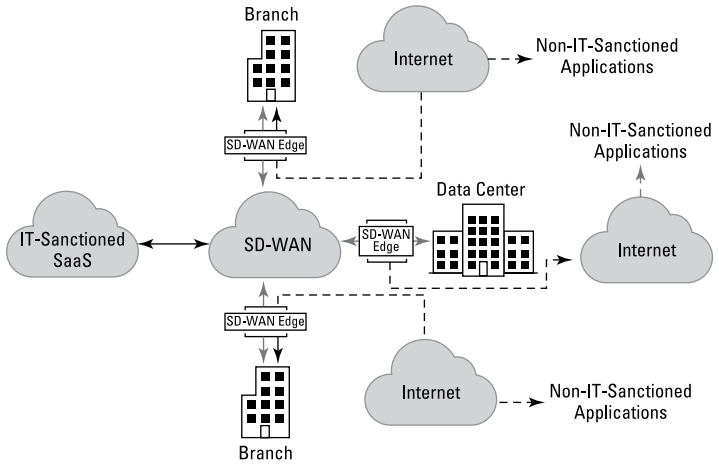 Branch
Internet
Non-IT-Sanctioned
Applications
Non-IT-Sanctioned
Applications
SD-WAN Edge
Data Center
IT-Sanctioned
SaaS
SD-WAN
SD-WAN
Edge
Internet
SD-WAN Edge
Internet
Non-IT-Sanctioned
Applications
Branch